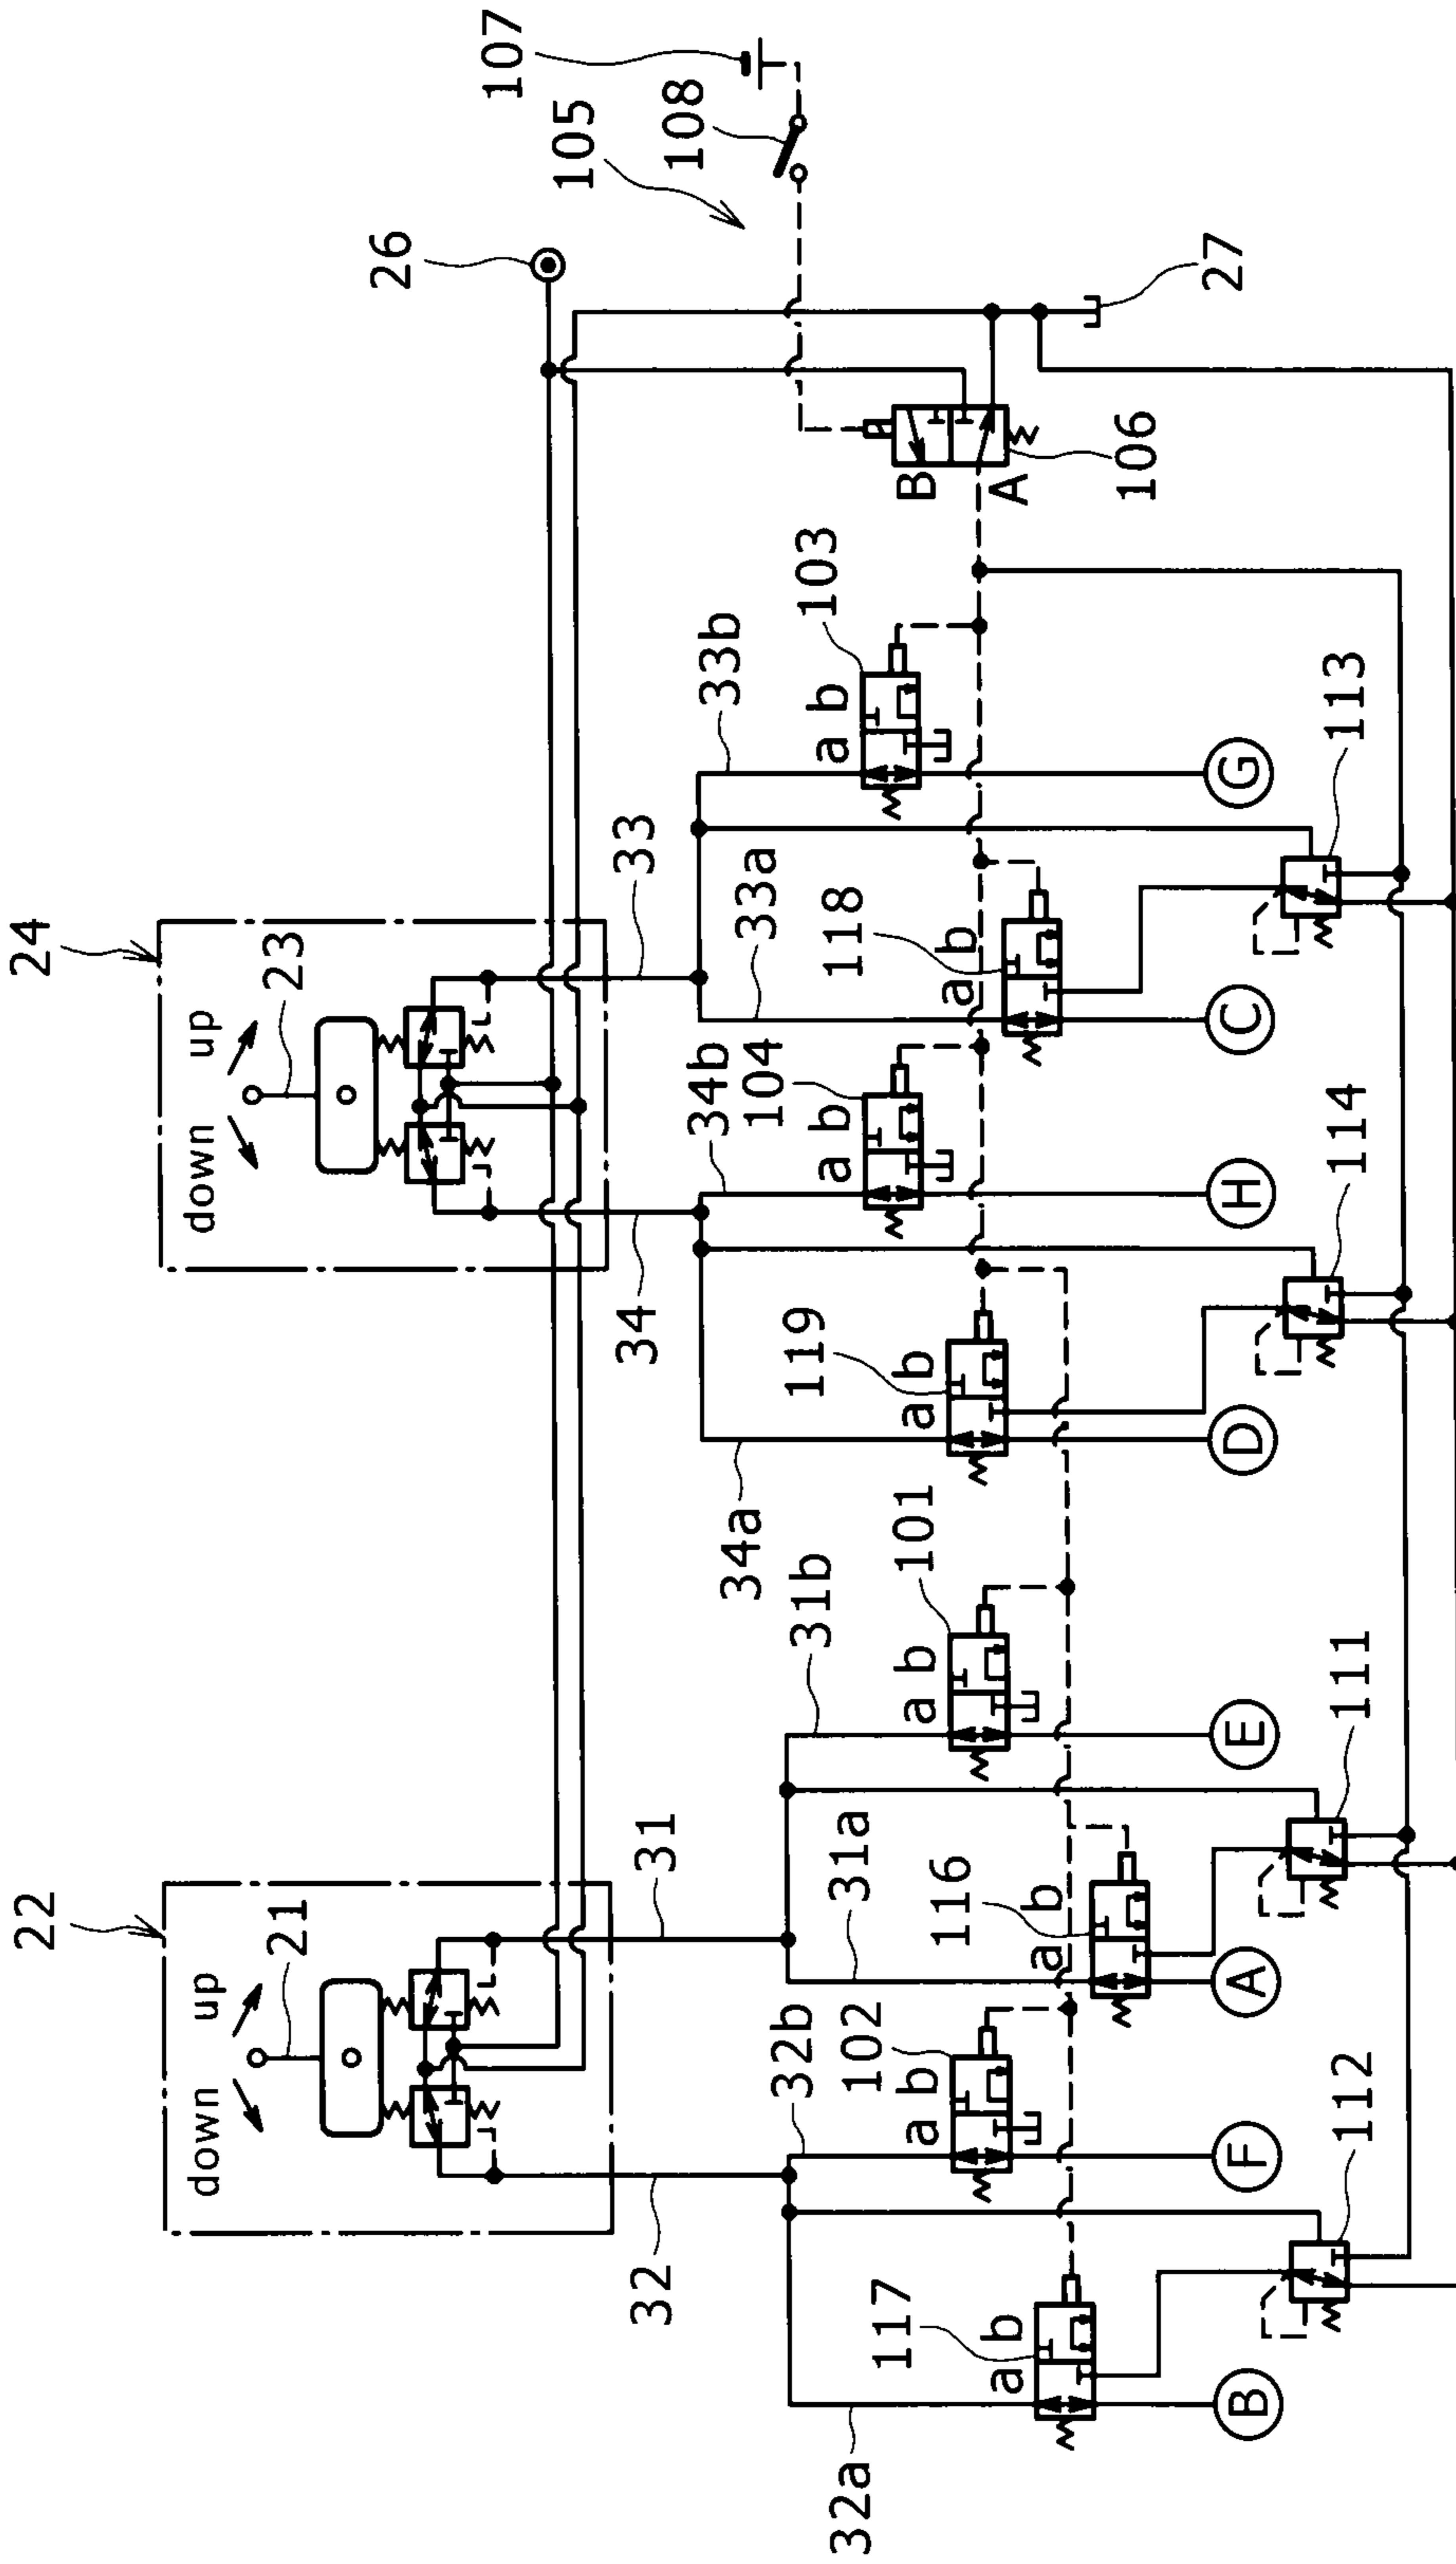 107
105
108
26
27
B
A
106
24
down
up
23
33
33b
103
a
b
G
33a
118
a
b
C
113
34
34b
104
a
b
H
34a
119
a
b
D
114
22
down
up
21
31
31b
101
a
b
E
31a
116
a
b
A
111
32
32b
102
a
b
F
32a
117
a
b
B
112